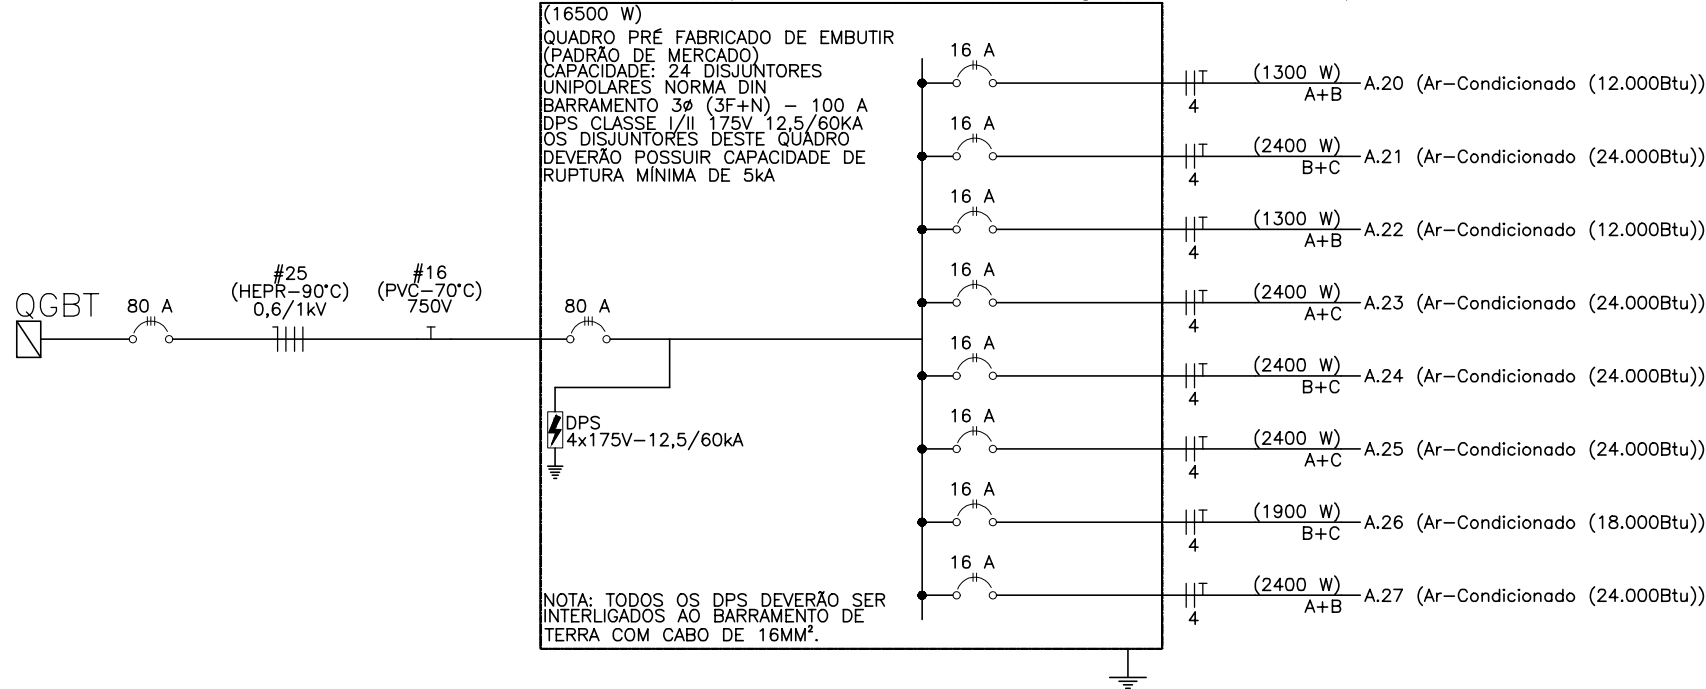 (16500 W)
QUADRO PRÉ FABRICADO DE EMBUTIR
(PADRÃO DE MERCADO)
CAPACIDADE: 24 DISJUNTORES
UNIPOLARES NORMA DIN
BARRAMENTO 3ø (3F+N) – 100 A
DPS CLASSE I/II 175V 12,5/60KA
OS DISJUNTORES DESTE QUADRO
DEVERÃO POSSUIR CAPACIDADE DE
RUPTURA MÍNIMA DE 5kA
QGBT
80 A
#25
(HEPR–90°C)
0,6/1kV
#16
(PVC–70°C)
750V
80 A
DPS
4x175V–12,5/60kA
NOTA: TODOS OS DPS DEVERÃO SER
INTERLIGADOS AO BARRAMENTO DE
TERRA COM CABO DE 16MM².
16 A
4
(1300 W)
A+B
A.20 (Ar–Condicionado (12.000Btu))
16 A
4
(2400 W)
B+C
A.21 (Ar–Condicionado (24.000Btu))
16 A
4
(1300 W)
A+B
A.22 (Ar–Condicionado (12.000Btu))
16 A
4
(2400 W)
A+C
A.23 (Ar–Condicionado (24.000Btu))
16 A
4
(2400 W)
B+C
A.24 (Ar–Condicionado (24.000Btu))
16 A
4
(2400 W)
A+C
A.25 (Ar–Condicionado (24.000Btu))
16 A
4
(1900 W)
B+C
A.26 (Ar–Condicionado (18.000Btu))
16 A
4
(2400 W)
A+B
A.27 (Ar–Condicionado (24.000Btu))